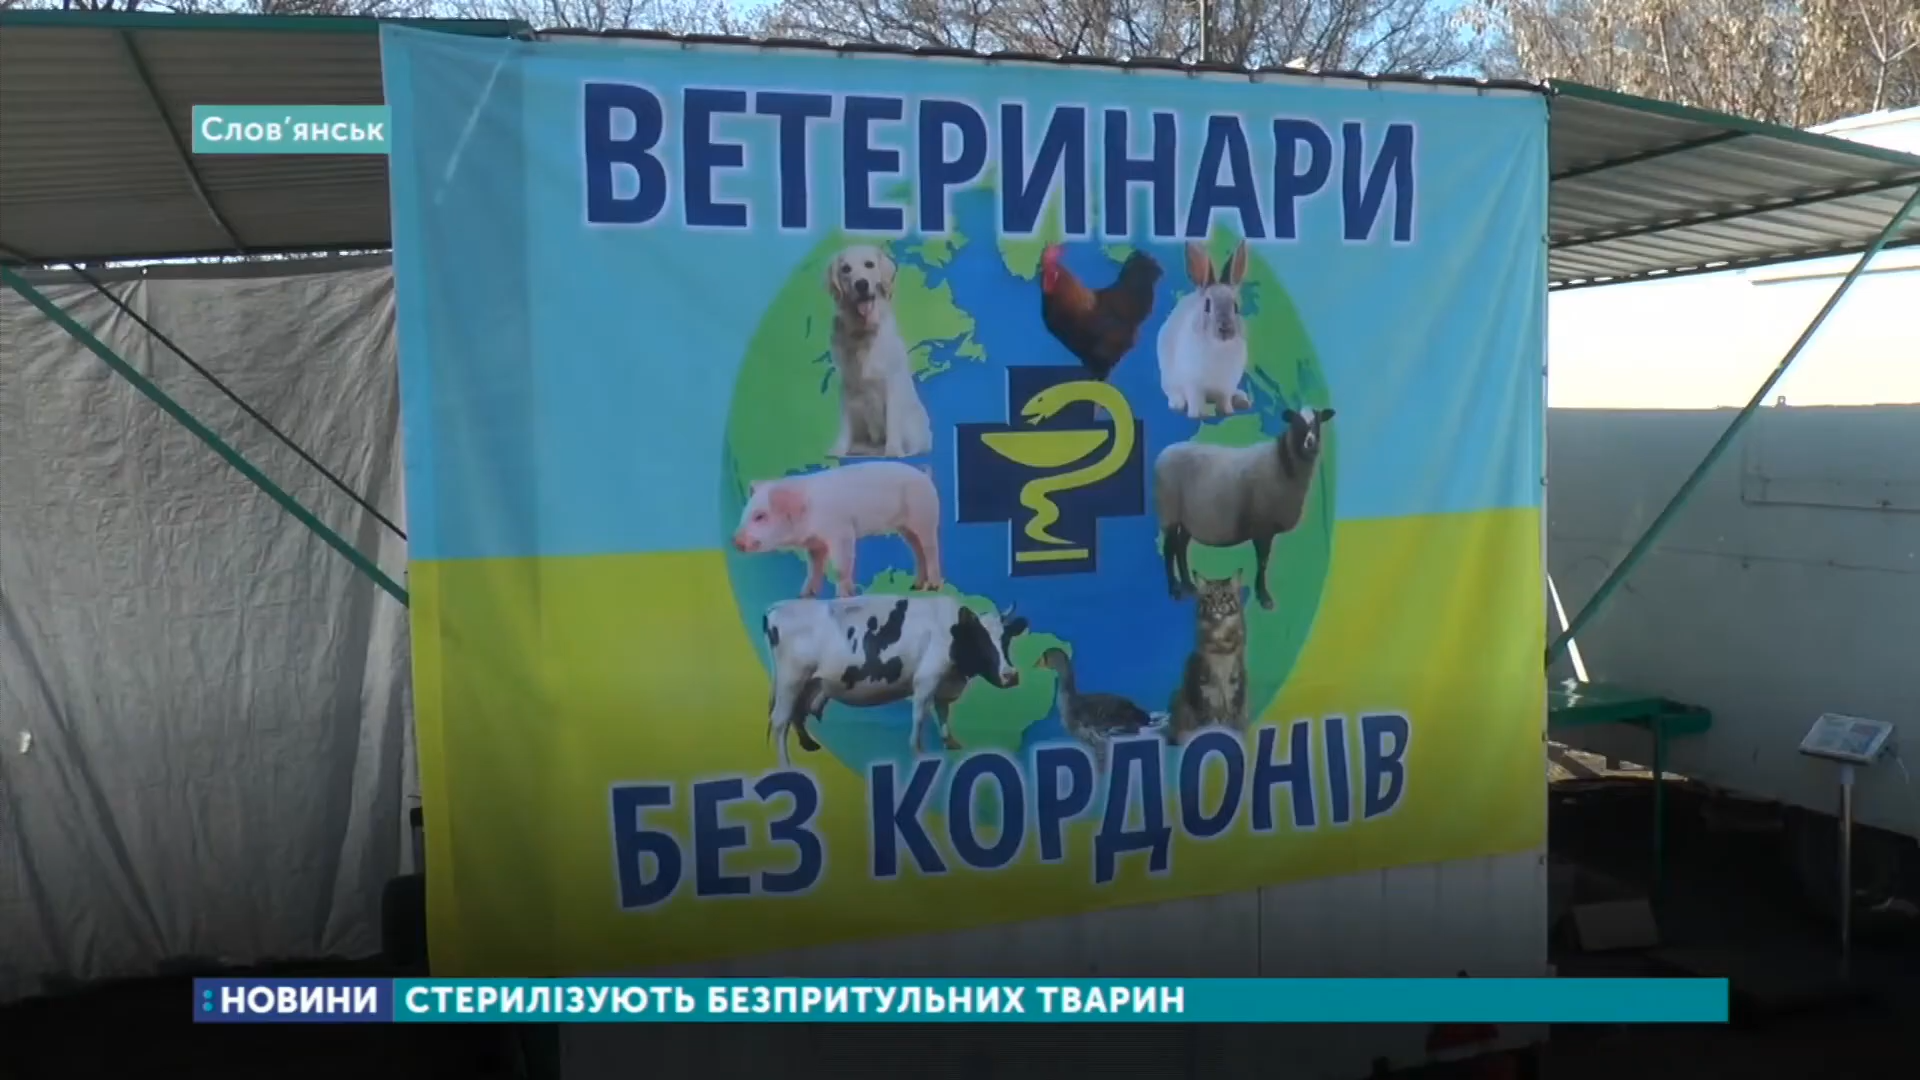 Слов'янськ
ВЕТЕРИНАРИ
БЕЗ КОРДОНІВ
:НОВИНИ СТЕРИЛІЗУЮТЬ БЕЗПРИТУЛЬНИХ ТВАРИН